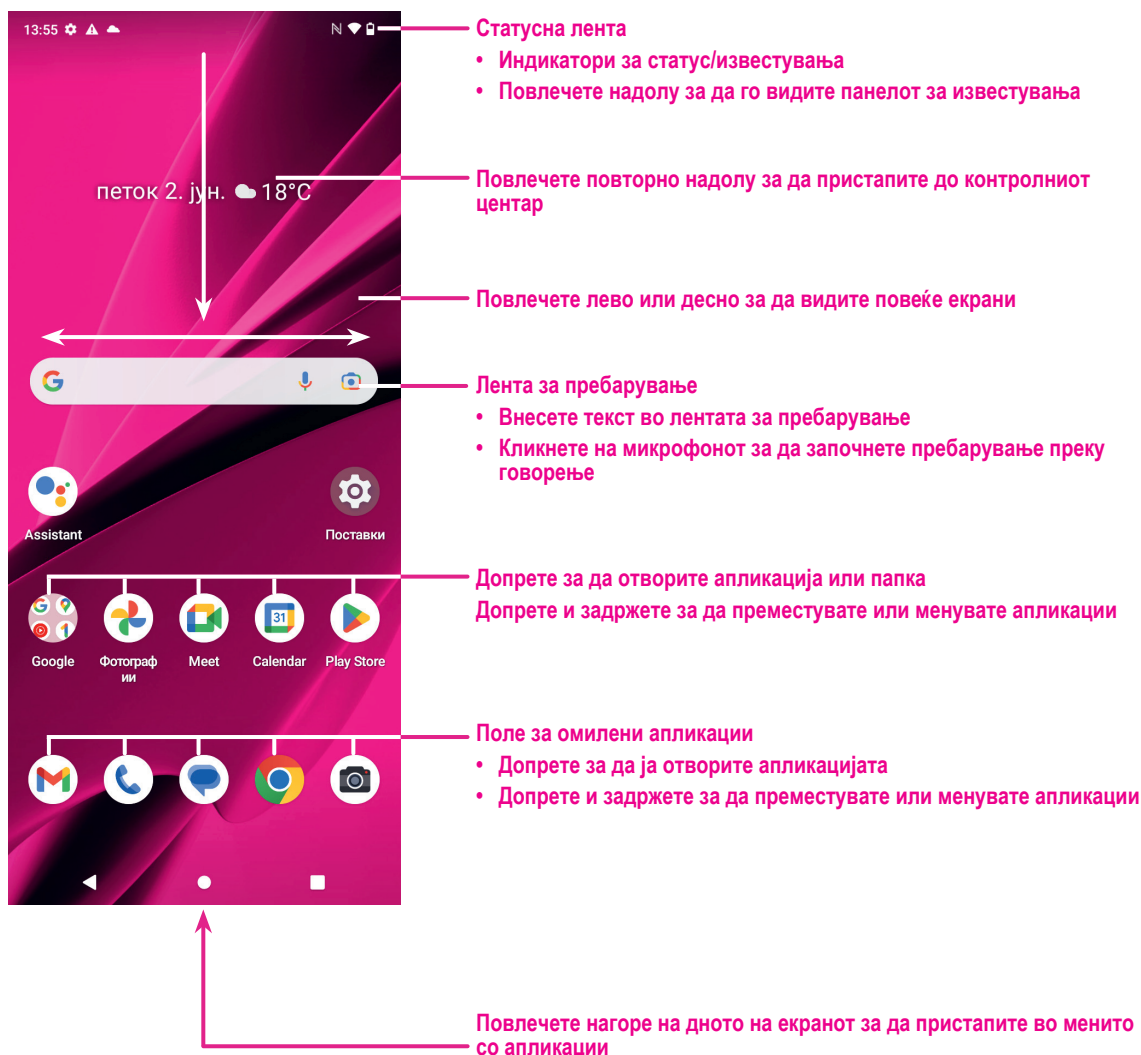 13:55
Статусна лента
• Индикатори за статус/известувања
• Повлечете надолу за да го видите панелот за известувања
петок 2. јун. 18°C
Повлечете повторно надолу за да пристапите до контролниот
центар
Повлечете лево или десно за да видите повеќе екрани
Лента за пребарување
• Внесете текст во лентата за пребарување
• Кликнете на микрофонот за да започнете пребарување преку
говорење
Assistant
Поставки
Допрете за да отворите апликација или папка
Допрете и задржете за да преместувате или менувате апликации
31
Google Фотограф Meet Calendar Play Store
ии
Поле за омилени апликации
• Допрете за да ја отворите апликацијата
• Допрете и задржете за да преместувате или менувате апликации
Повлечете нагоре на дното на екранот за да пристапите во менито
со апликации